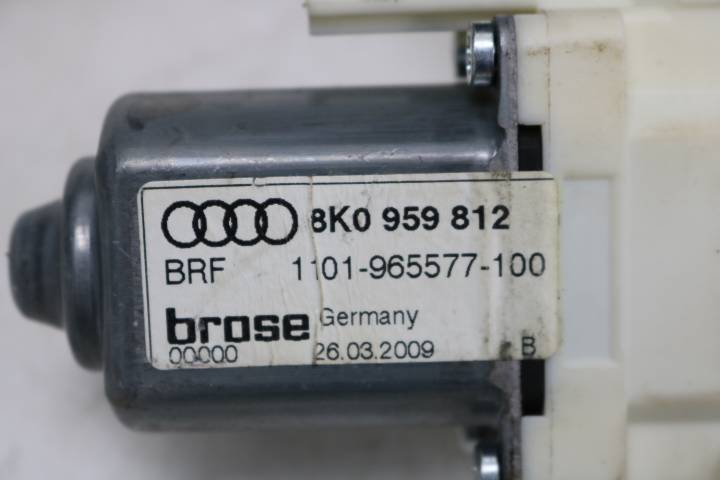 8K0 959 812
BRF 1101-965577-100
brose Germany
00000 26.03.2009 B